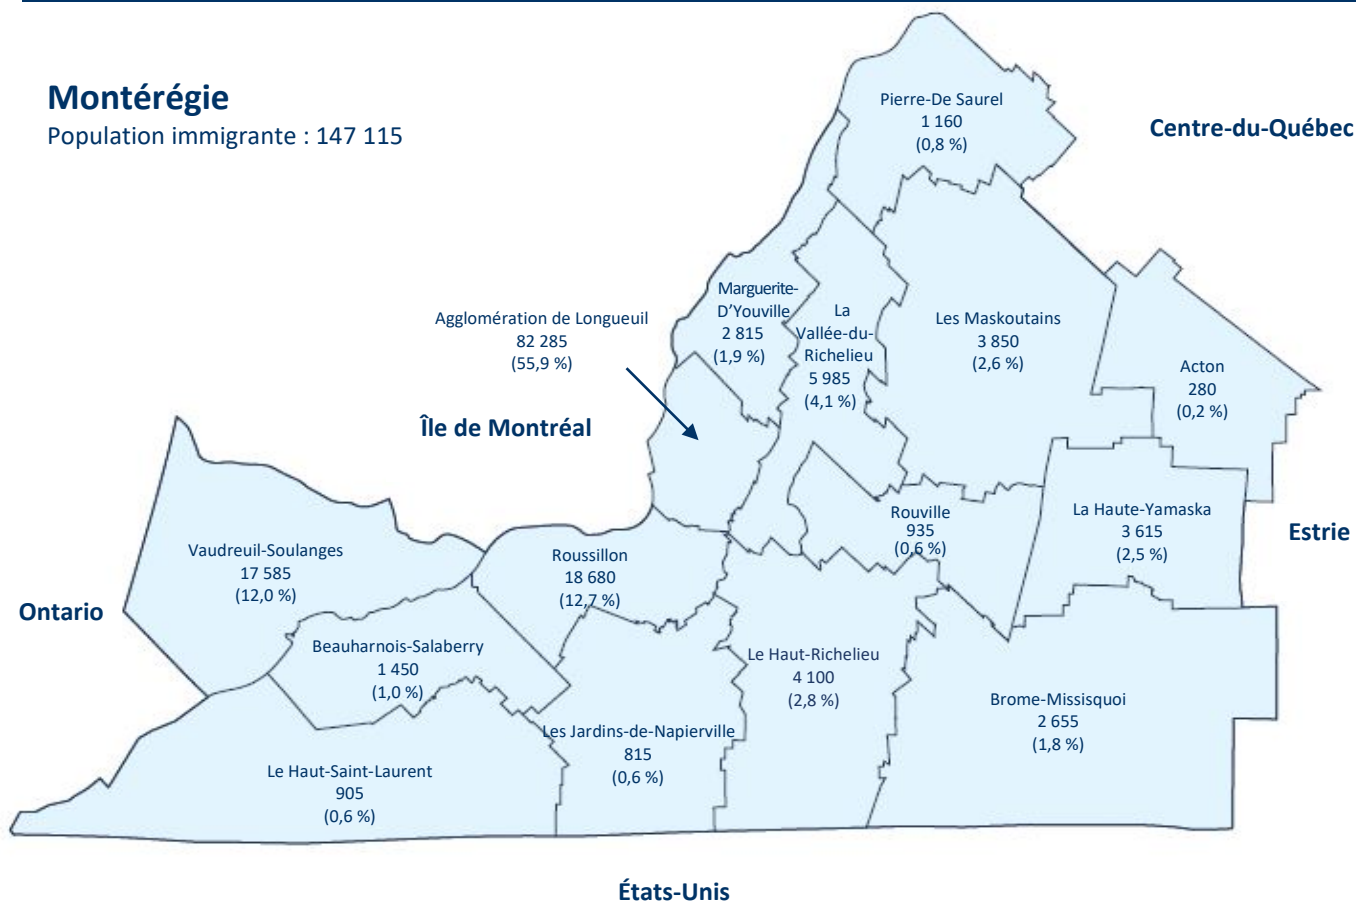 Montérégie
Population immigrante : 147 115
Pierre-De Saurel
1 160
(0,8 %)
Centre-du-Québec
Marguerite-
D'Youville
2 815
(1,9 %)
La
Vallée-du-
Richelieu
5 985
(4,1 %)
Les Maskoutains
3 850
(2,6 %)
Agglomération de Longueuil
82 285
(55,9 %)
Acton
280
(0,2 %)
Île de Montréal
Rouville
935
(0,6 %)
La Haute-Yamaska
3 615
(2,5 %)
Estrie
Vaudreuil-Soulanges
17 585
(12,0 %)
Roussillon
18 680
(12,7 %)
Ontario
Beauharnois-Salaberry
1 450
(1,0 %)
Le Haut-Richelieu
4 100
(2,8 %)
Brome-Missisquoi
2 655
(1,8 %)
Les Jardins-de-Napierville
815
(0,6 %)
Le Haut-Saint-Laurent
905
(0,6 %)
États-Unis